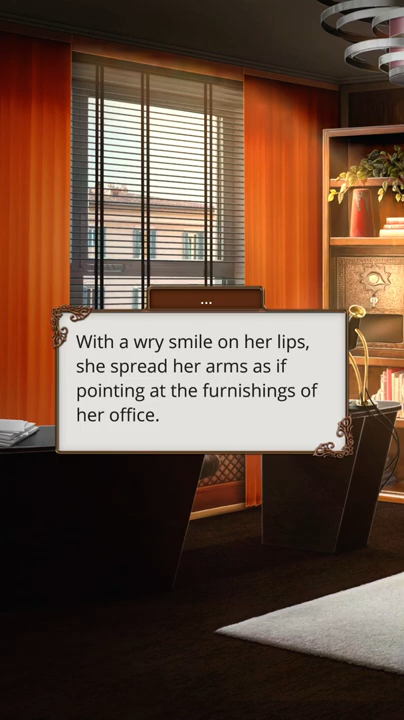 ...
With a wry smile on her lips,
she spread her arms as if
pointing at the furnishings of
her office.